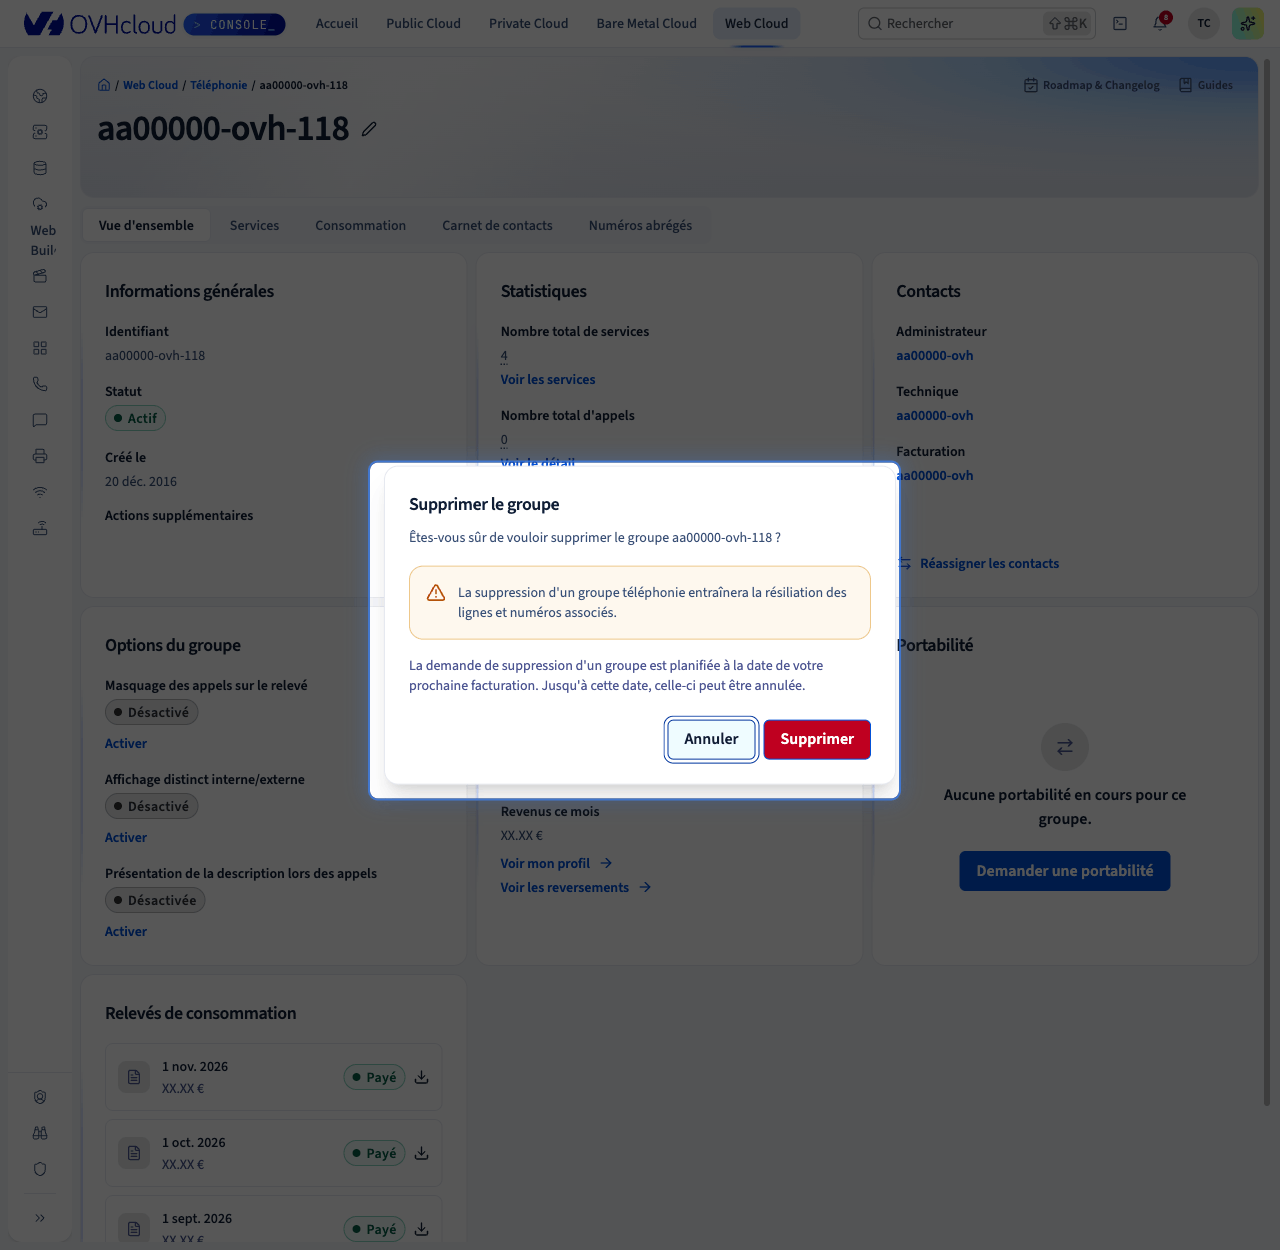 OVHcloud
> CONSOLE_
Accueil
Public Cloud
Private Cloud
Bare Metal Cloud
Web Cloud
Rechercher
⇧⌘K
8
TC
/ Web Cloud / Téléphonie / aa00000-ovh-118
Roadmap & Changelog
Guides
aa00000-ovh-118
Web
Buil
Vue d'ensemble
Services
Consommation
Carnet de contacts
Numéros abrégés
Informations générales
Identifiant
aa00000-ovh-118
Statut
Actif
Créé le
20 déc. 2016
Actions supplémentaires
Statistiques
Nombre total de services
4
Voir les services
Nombre total d'appels
0
Voir le détail
Contacts
Administrateur
aa00000-ovh
Technique
aa00000-ovh
Facturation
aa00000-ovh
Réassigner les contacts
Supprimer le groupe
Êtes-vous sûr de vouloir supprimer le groupe aa00000-ovh-118 ?
La suppression d'un groupe téléphonie entraînera la résiliation des
lignes et numéros associés.
La demande de suppression d'un groupe est planifiée à la date de votre
prochaine facturation. Jusqu'à cette date, celle-ci peut être annulée.
Annuler
Supprimer
Options du groupe
Masquage des appels sur le relevé
Désactivé
Activer
Affichage distinct interne/externe
Désactivé
Activer
Présentation de la description lors des appels
Désactivée
Activer
Revenus ce mois
XX.XX €
Voir mon profil
Voir les reversements
Portabilité
Aucune portabilité en cours pour ce
groupe.
Demander une portabilité
Relevés de consommation
1 nov. 2026
XX.XX €
Payé
1 oct. 2026
XX.XX €
Payé
1 sept. 2026
XX.XX €
Payé